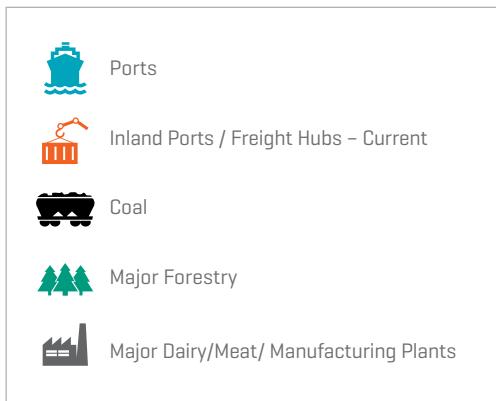 Ports
Inland Ports / Freight Hubs – Current
Coal
Major Forestry
Major Dairy/Meat/ Manufacturing Plants